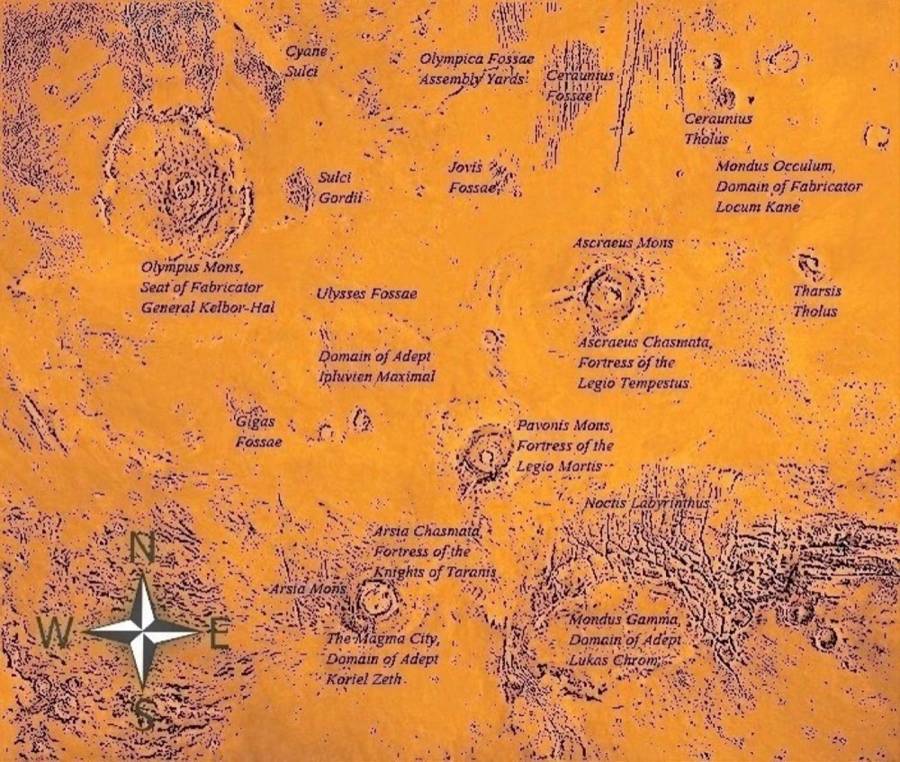 Cyane
Sulci
Olympica Fossae
Assembly Yards
Ceraunius
Fossae
Ceraunius
Tholus
Mondus Occulum,
Domain of Fabricator
Locum Kane
Sulci
Gordii
Jovis
Fossae
Ascraeus Mons
Olympus Mons,
Seat of Fabricator
General Kelbor-Hal
Ulysses Fossae
Tharsis
Tholus
Domain of Adept
Ipluvien Maximal
Ascraeus Chasmata,
Fortress of the
Legio Tempestus
Gigas
Fossae
Pavonis Mons,
Fortress of the
Legio Mortis
Noctis Labyrinthus
Arsia Chasmata,
Fortress of the
Knights of Taranis
Arsia Mons
The Magma City,
Domain of Adept
Koriel Zeth
Mondus Gamma,
Domain of Adept
Lukas Chrom
N
W E
S